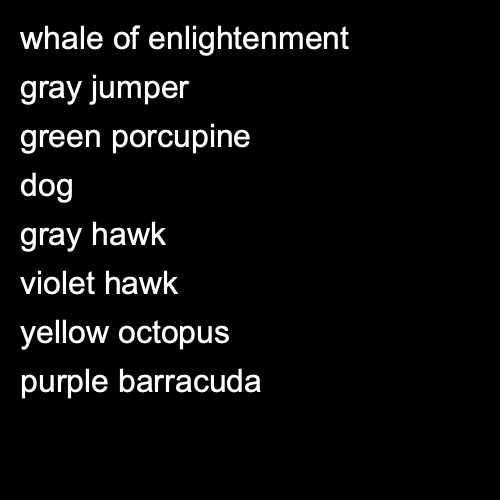 whale of enlightenment
gray jumper
green porcupine
dog
gray hawk
violet hawk
yellow octopus
purple barracuda